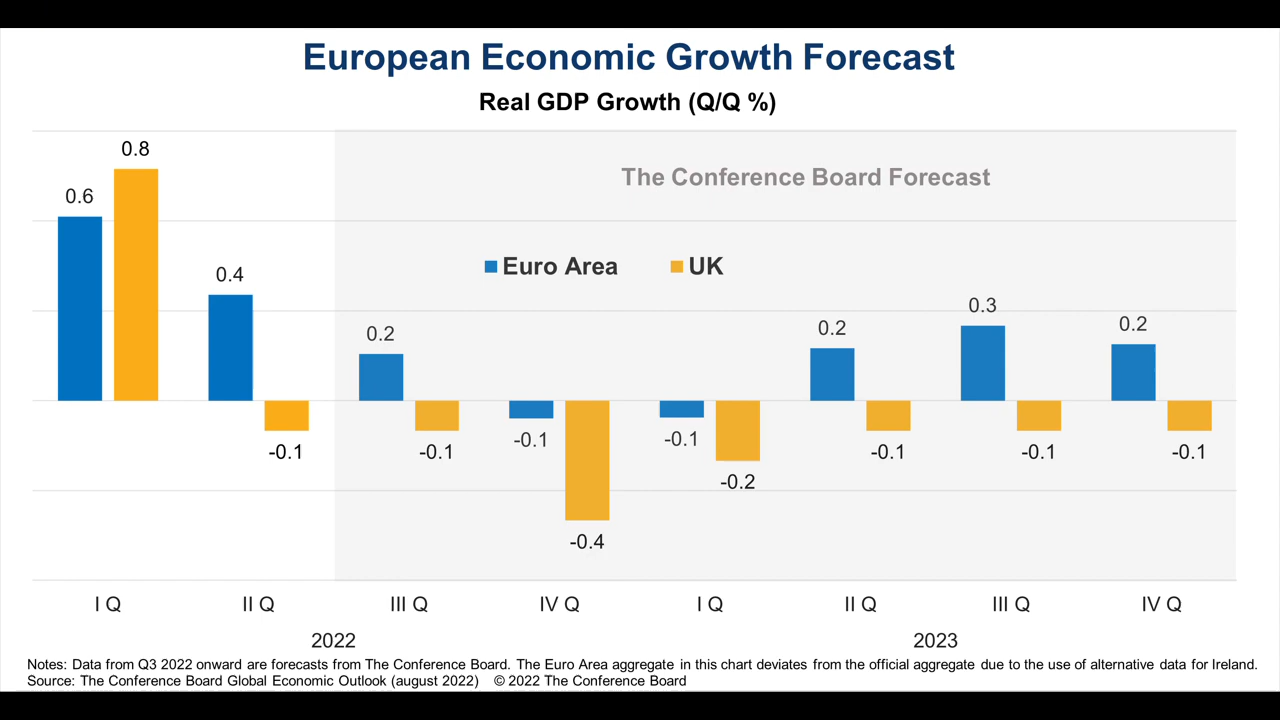 European Economic Growth Forecast
Real GDP Growth (Q/Q %)
The Conference Board Forecast
Euro Area UK
0.6 0.8
0.4 -0.1
0.2 -0.1
-0.1 -0.4
-0.1 -0.2
0.2 -0.1
0.3 -0.1
0.2 -0.1
I Q II Q III Q IV Q I Q II Q III Q IV Q
2022 2023
Notes: Data from Q3 2022 onward are forecasts from The Conference Board. The Euro Area aggregate in this chart deviates from the official aggregate due to the use of alternative data for Ireland.
Source: The Conference Board Global Economic Outlook (august 2022) © 2022 The Conference Board